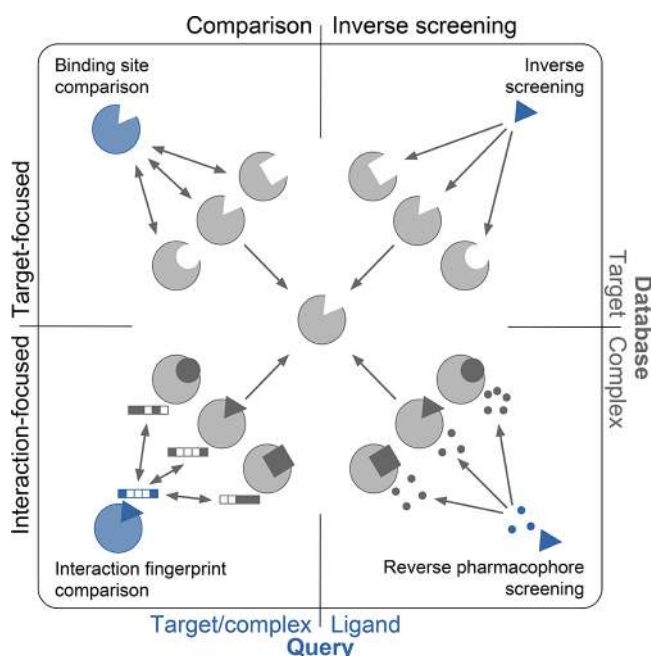 Comparison Inverse screening
Binding site
comparison
Inverse
screening
Target-focused
Interaction-focused
Target Complex
Database
Interaction fingerprint
comparison
Reverse pharmacophore
screening
Target/complex Ligand
Query